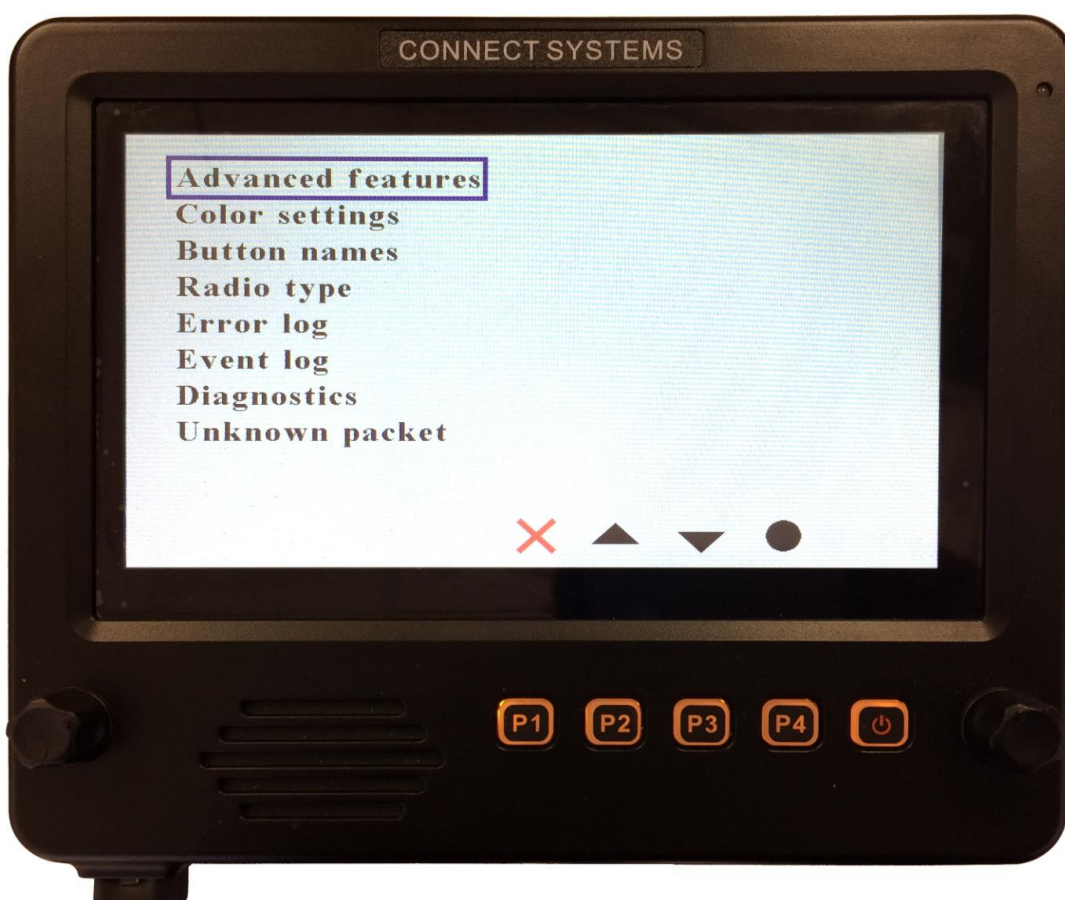 CONNECT SYSTEMS
Advanced features
Color settings
Button names
Radio type
Error log
Event log
Diagnostics
Unknown packet
P1 P2 P3 P4